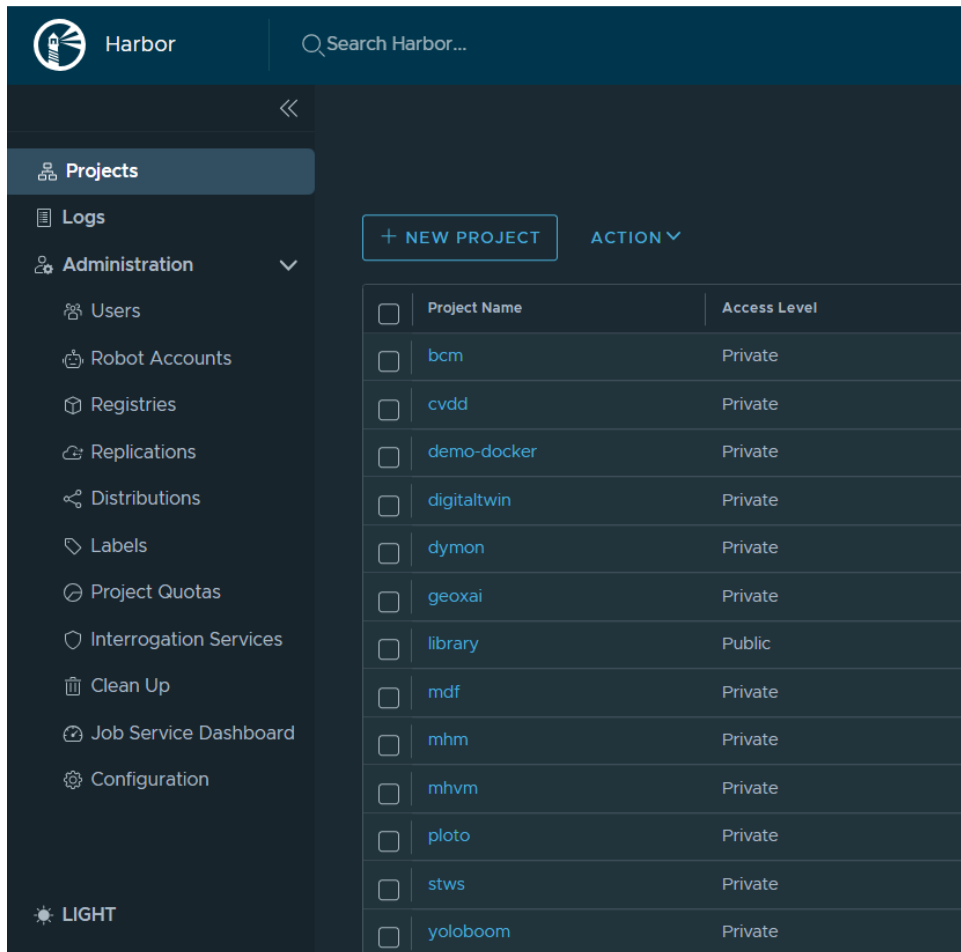 Harbor
Search Harbor...
Projects
Logs
Administration
Users
Robot Accounts
Registries
Replications
Distributions
Labels
Project Quotas
Interrogation Services
Clean Up
Job Service Dashboard
Configuration
LIGHT
+ NEW PROJECT ACTION
Project Name Access Level
bcm Private
cvdd Private
demo-docker Private
digitaltwin Private
dymon Private
geoxai Private
library Public
mdf Private
mhm Private
mhvm Private
ploto Private
stws Private
yoloboom Private